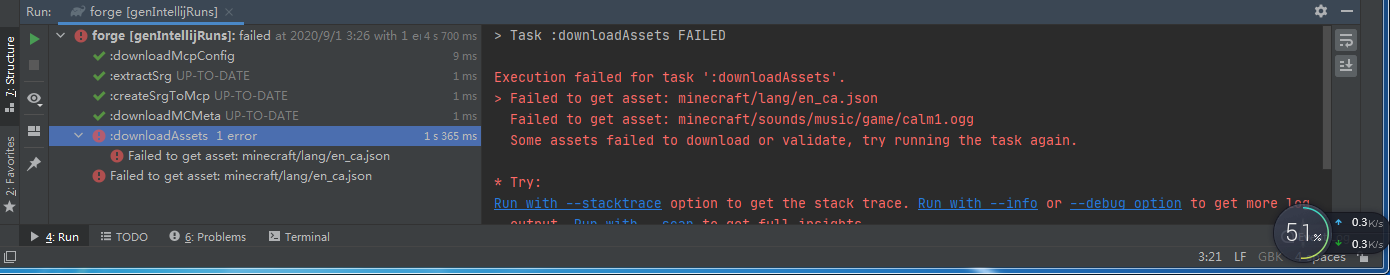 Run: forge [genIntellijRuns]
forge [genIntellijRuns]: failed at 2020/9/1 3:26 with 1 er 4 s 700 ms
:downloadMcpConfig 9 ms
:extractSrg UP-TO-DATE 1 ms
:createSrgToMcp UP-TO-DATE 1 ms
:downloadMCMeta UP-TO-DATE 1 ms
:downloadAssets 1 error 1 s 365 ms
Failed to get asset: minecraft/lang/en_ca.json
Failed to get asset: minecraft/lang/en_ca.json
> Task :downloadAssets FAILED
Execution failed for task ':downloadAssets'.
> Failed to get asset: minecraft/lang/en_ca.json
Failed to get asset: minecraft/sounds/music/game/calm1.ogg
Some assets failed to download or validate, try running the task again.
* Try:
Run with --stacktrace option to get the stack trace. Run with --info or --debug option to get more log
output. Run with --scan to get full insights.
7: Structure
2: Favorites
4: Run TODO 6: Problems Terminal
51%
0.3K/s
0.3K/s
3:21 LF GBK paces